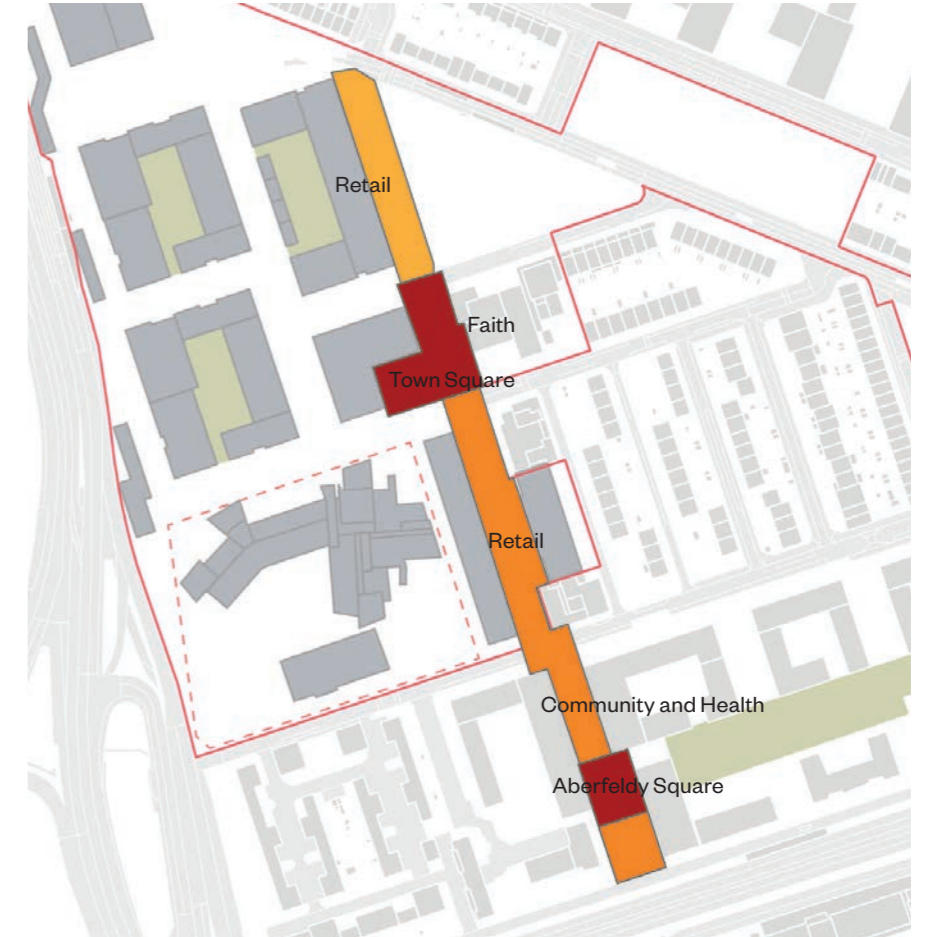 Retail
Faith
Town Square
Retail
Community and Health
Aberfeldy Square